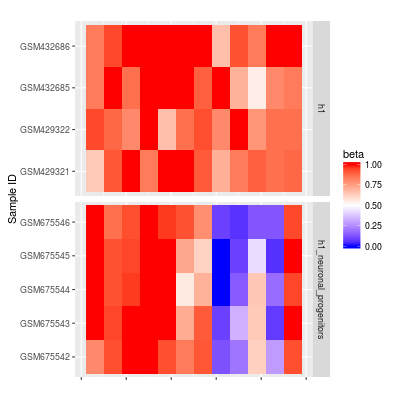 GSM432686
GSM432685
GSM429322
GSM429321
h1
GSM675546
GSM675545
GSM675544
GSM675543
GSM675542
h1_neuronal_progenitors
Sample ID
beta
1.00
0.75
0.50
0.25
0.00